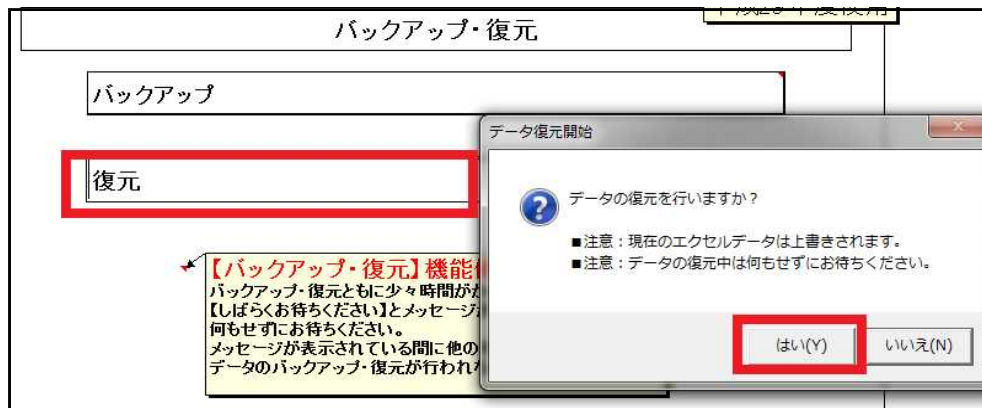 バックアップ・復元
バックアップ
復元
データ復元開始
データの復元を行いますか？
■注意：現在のエクセルデータは上書きされます。
■注意：データの復元中は何もせずにお待ちください。
はい(Y)
いいえ(N)
【バックアップ・復元】機能
バックアップ・復元ともに少々時間が
【しばらくお待ちください】とメッセージ
何もせずにお待ちください。
メッセージが表示されている間に他の
データのバックアップ・復元が行われ